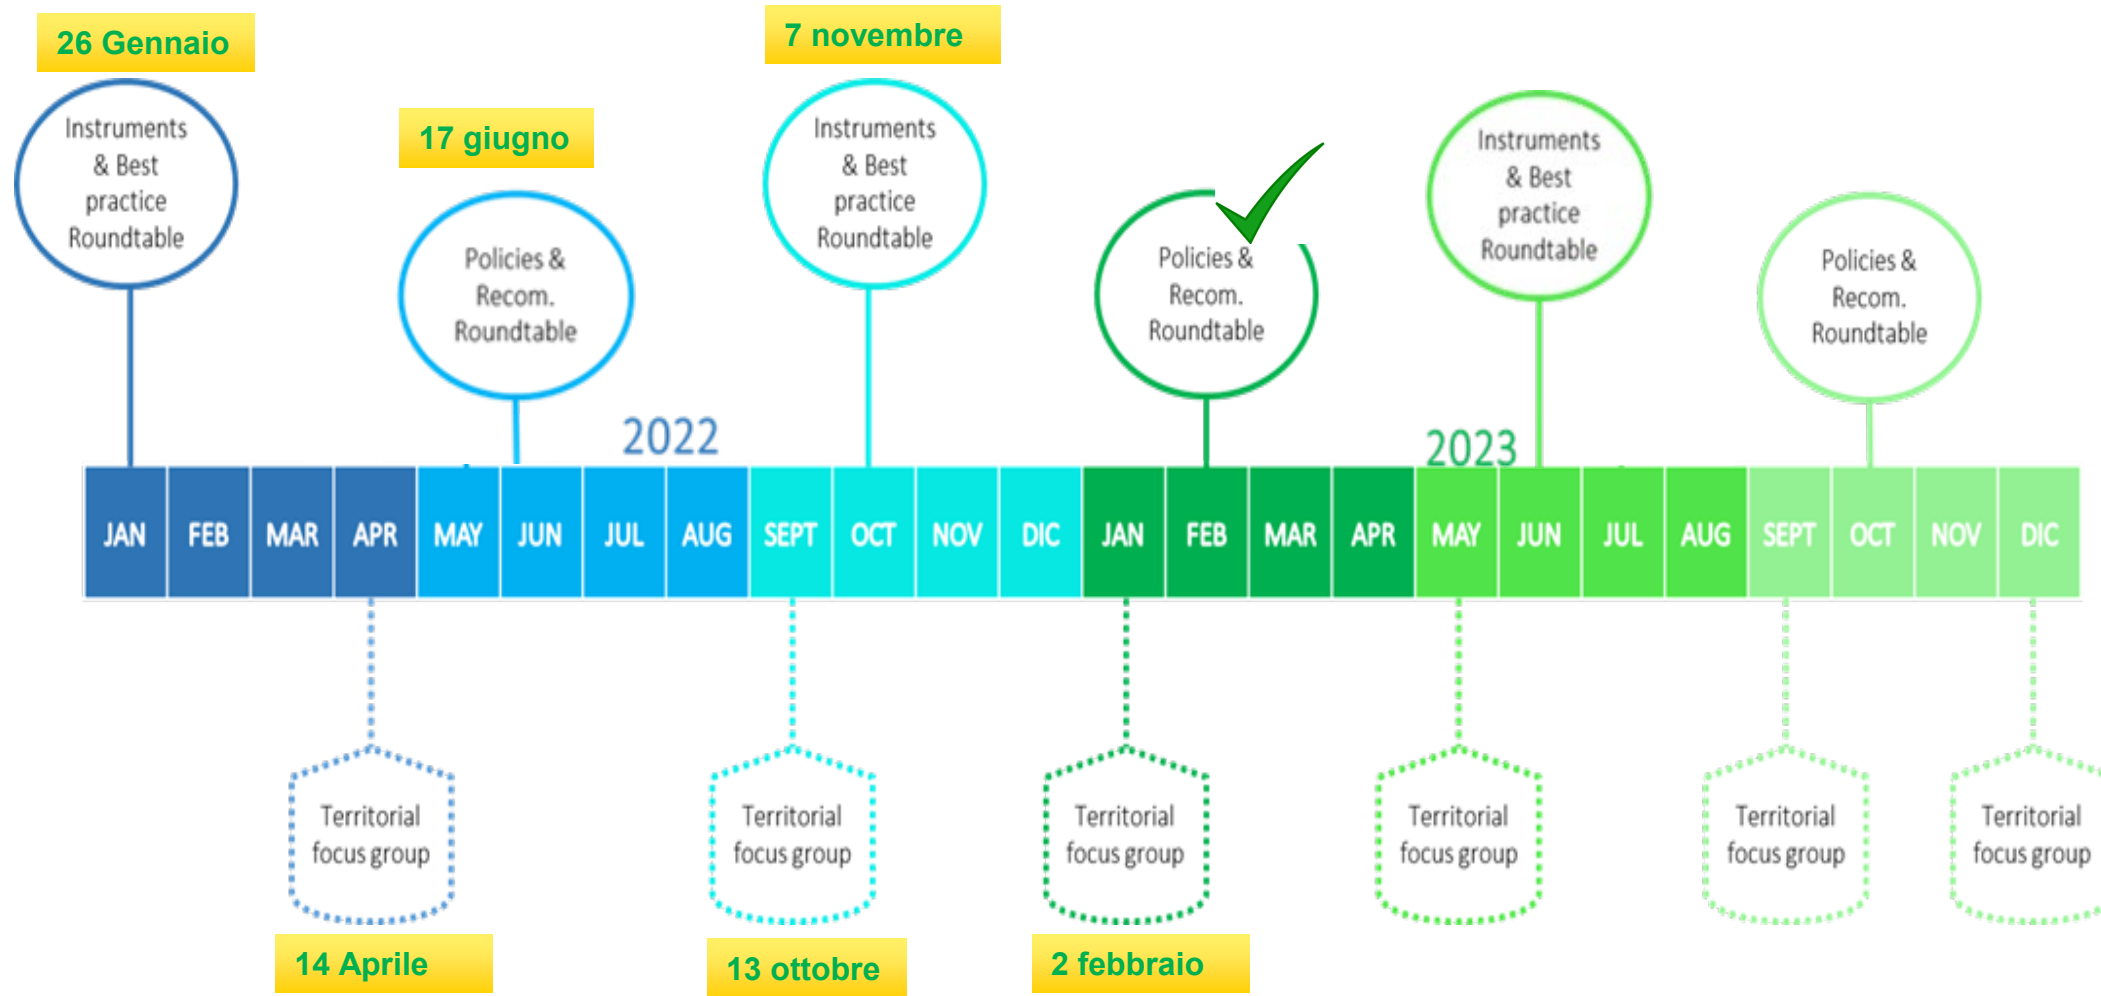 26 Gennaio
7 novembre
17 giugno
Instruments
& Best
practice
Roundtable
Policies &
Recom.
Roundtable
Instruments
& Best
practice
Roundtable
Policies &
Recom.
Roundtable
Instruments
& Best
practice
Roundtable
Policies &
Recom.
Roundtable
2022
2023
JAN FEB MAR APR MAY JUN JUL AUG SEPT OCT NOV DIC JAN FEB MAR APR MAY JUN JUL AUG SEPT OCT NOV DIC
Territorial
focus group
Territorial
focus group
Territorial
focus group
Territorial
focus group
Territorial
focus group
Territorial
focus group
14 Aprile
13 ottobre
2 febbraio